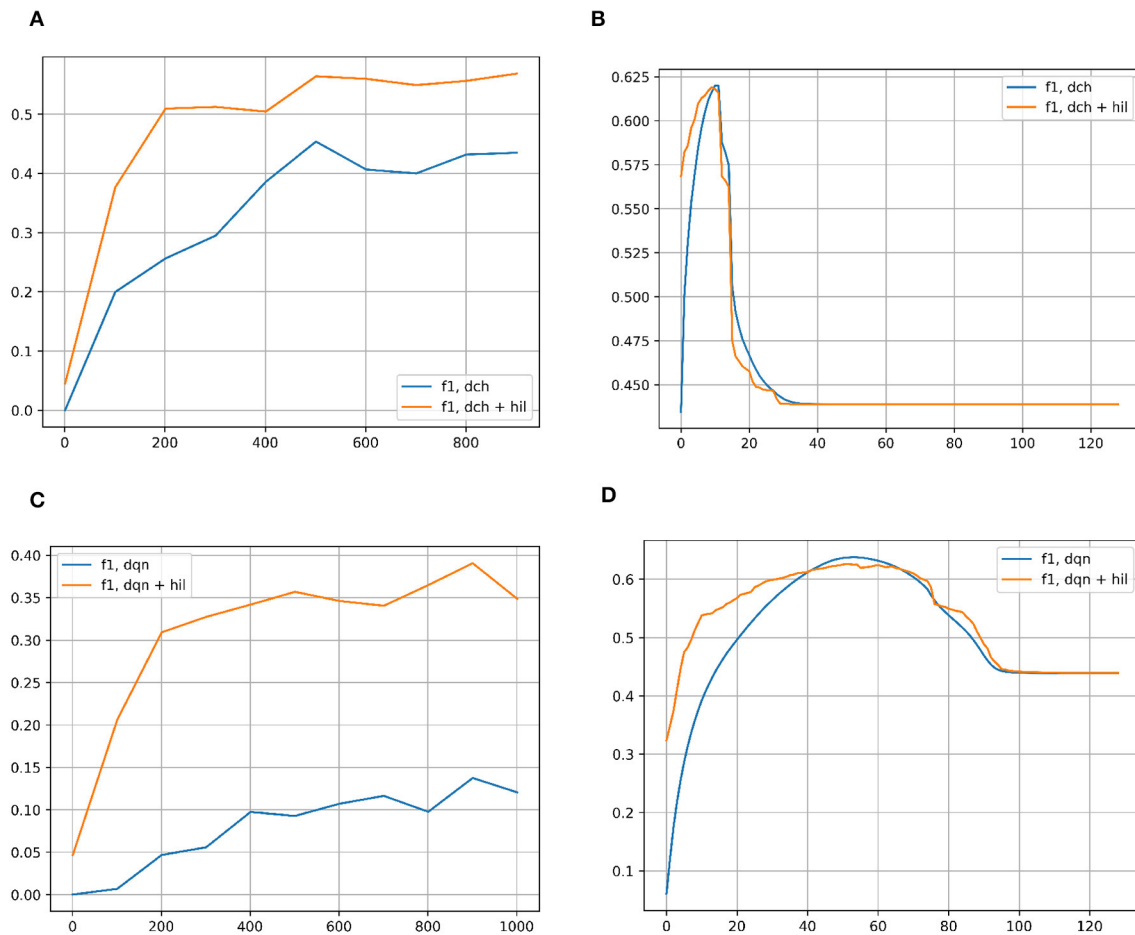 A
0.5
0.4
0.3
0.2
0.1
0.0
f1, dch
f1, dch + hil
0 200 400 600 800
B
0.625
0.600
0.575
0.550
0.525
0.500
0.475
0.450
f1, dch
f1, dch + hil
0 20 40 60 80 100 120
C
0.40
0.35
0.30
0.25
0.20
0.15
0.10
0.05
0.00
f1, dqn
f1, dqn + hil
0 200 400 600 800 1000
D
0.6
0.5
0.4
0.3
0.2
0.1
f1, dqn
f1, dqn + hil
0 20 40 60 80 100 120